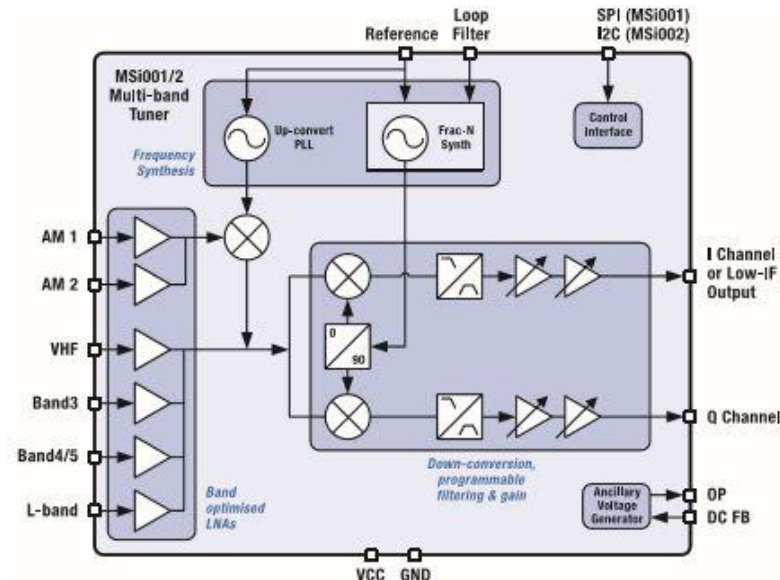 Reference
Loop
Filter
SPI (MSi001)
I2C (MSi002)
MSi001/2
Multi-band
Tuner
Up-convert
PLL
Frac-N
Synth
Control
Interface
Frequency
Synthesis
AM 1
AM 2
VHF
Band3
Band4/5
L-band
Band
optimised
LNAs
0
90
I Channel
or Low-IF
Output
Q Channel
Down-conversion,
programmable
filtering & gain
Ancillary
Voltage
Generator
OP
DC FB
VCC
GND